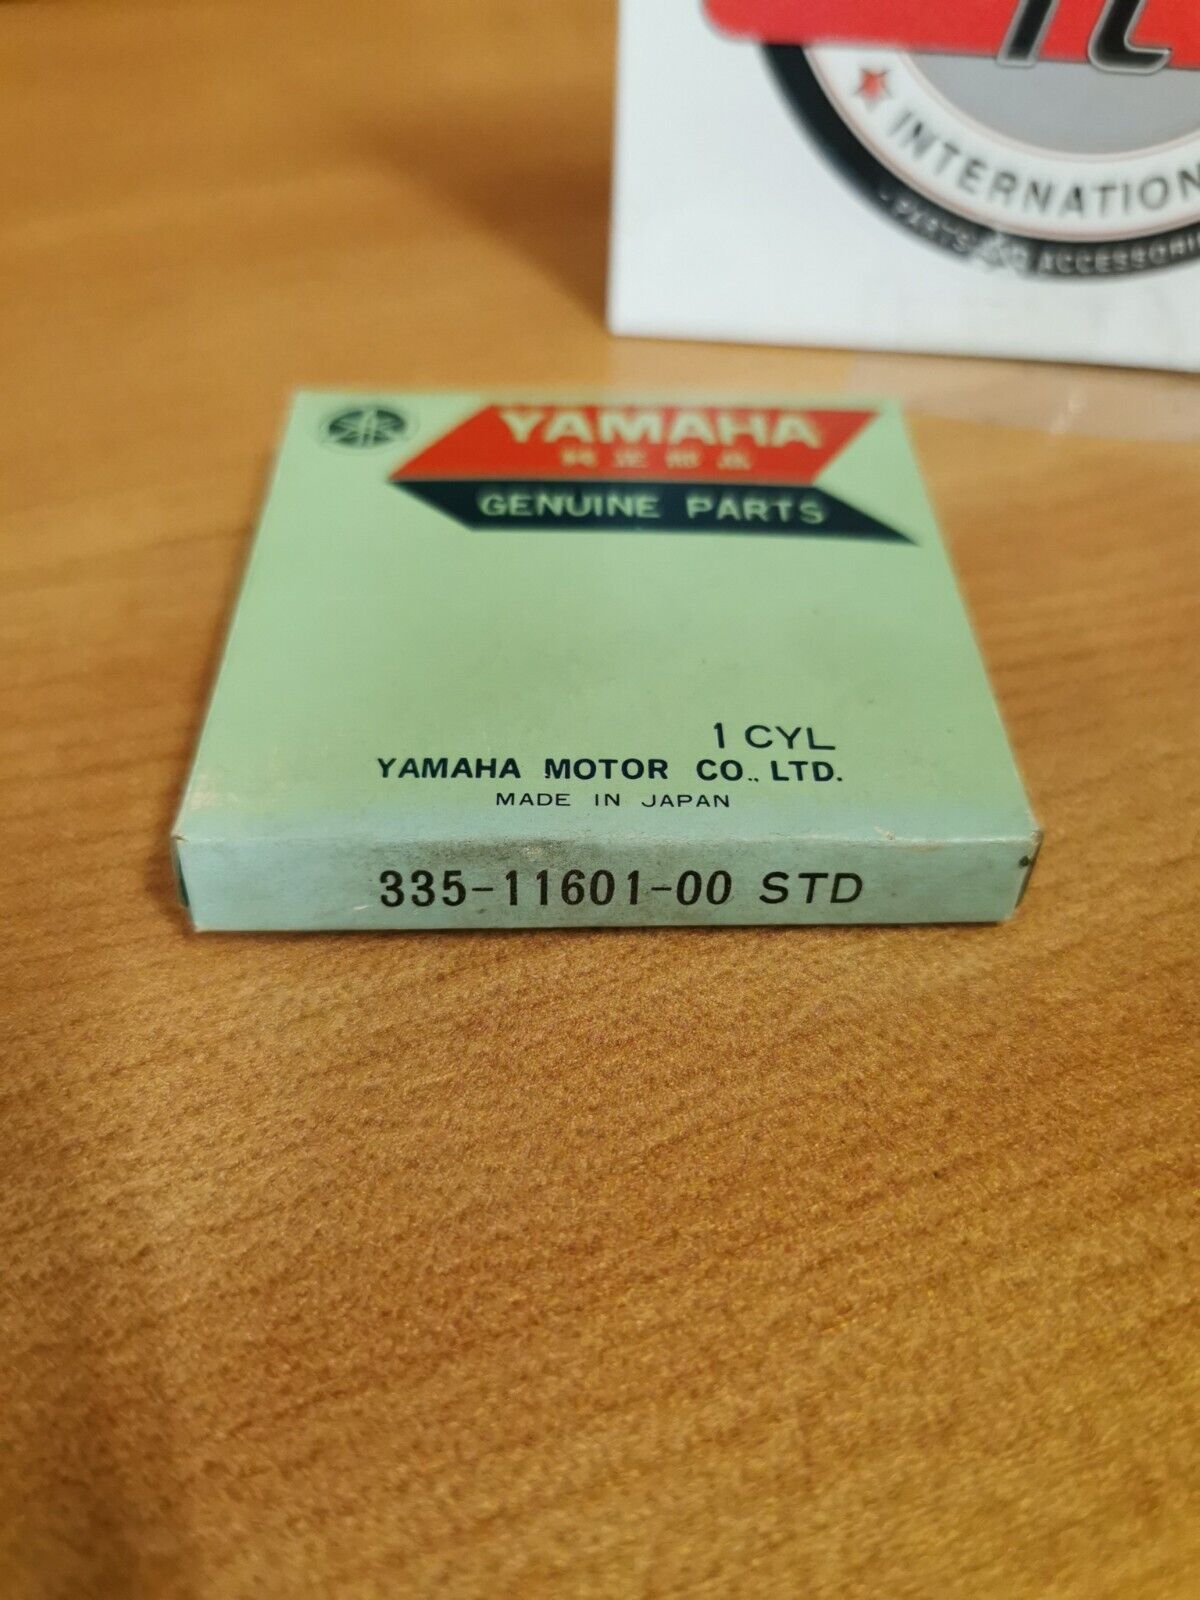 INTERNATION
YAMAHA
純正部品
GENUINE PARTS
1 CYL
YAMAHA MOTOR CO., LTD.
MADE IN JAPAN
335-11601-00 STD